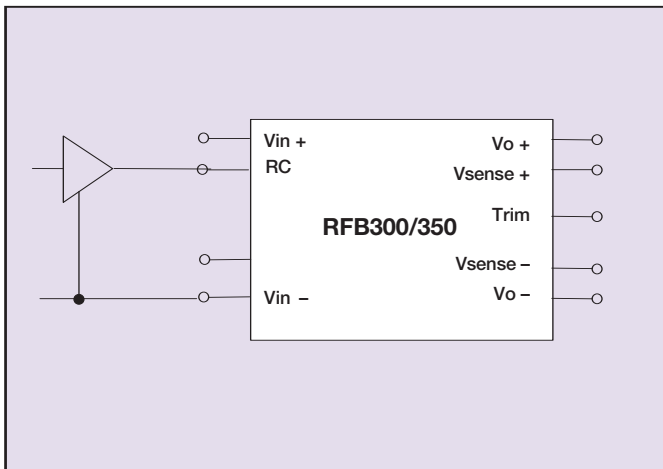 Vin +
RC
Vin –
RFB300/350
Vo +
Vsense +
Trim
Vsense –
Vo –